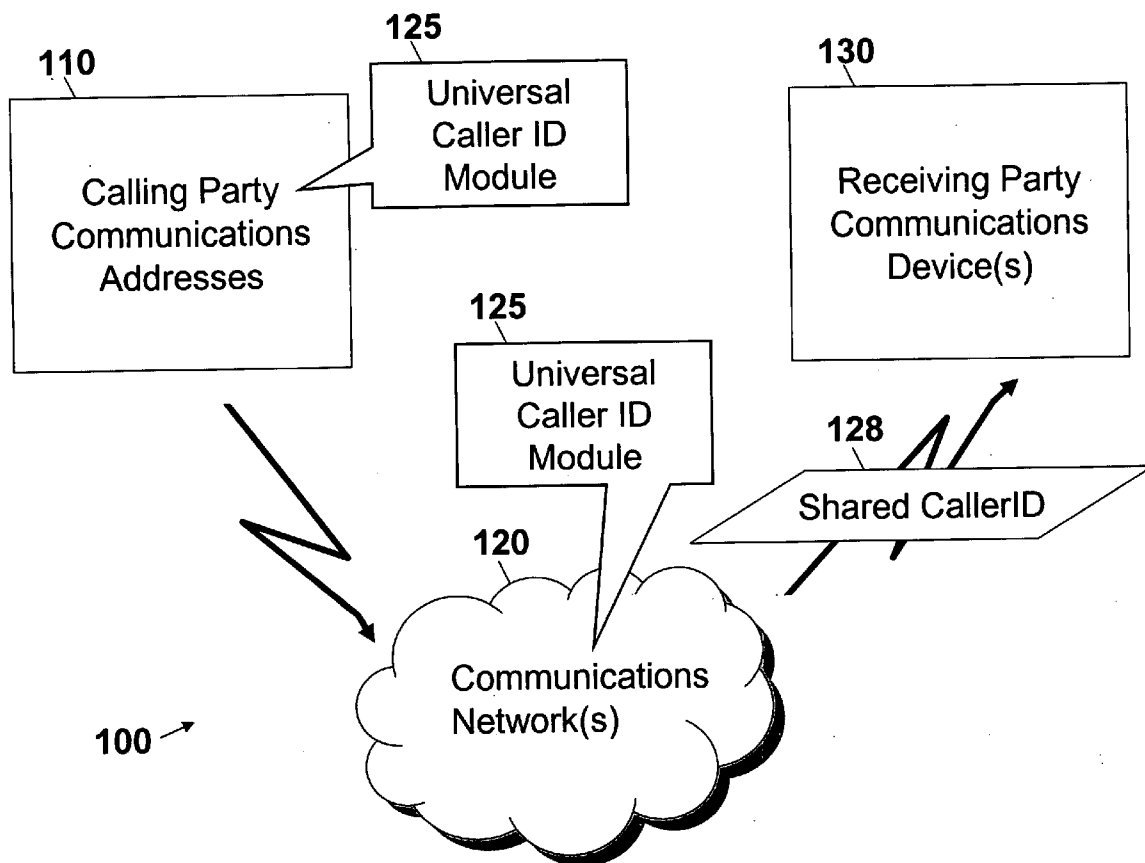 110
Calling Party
Communications
Addresses
125
Universal
Caller ID
Module
130
Receiving Party
Communications
Device(s)
125
Universal
Caller ID
Module
128
Shared CallerID
120
Communications
Network(s)
100